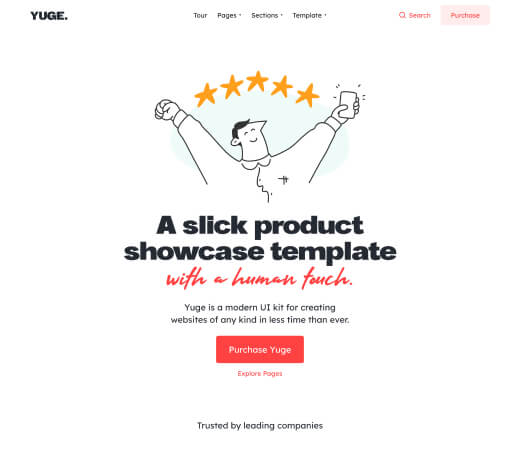 YUGE.
Tour Pages Sections Template Search Purchase
A slick product
showcase template
with a human touch.
Yuge is a modern UI kit for creating
websites of any kind in less time than ever.
Purchase Yuge
Explore Pages
Trusted by leading companies